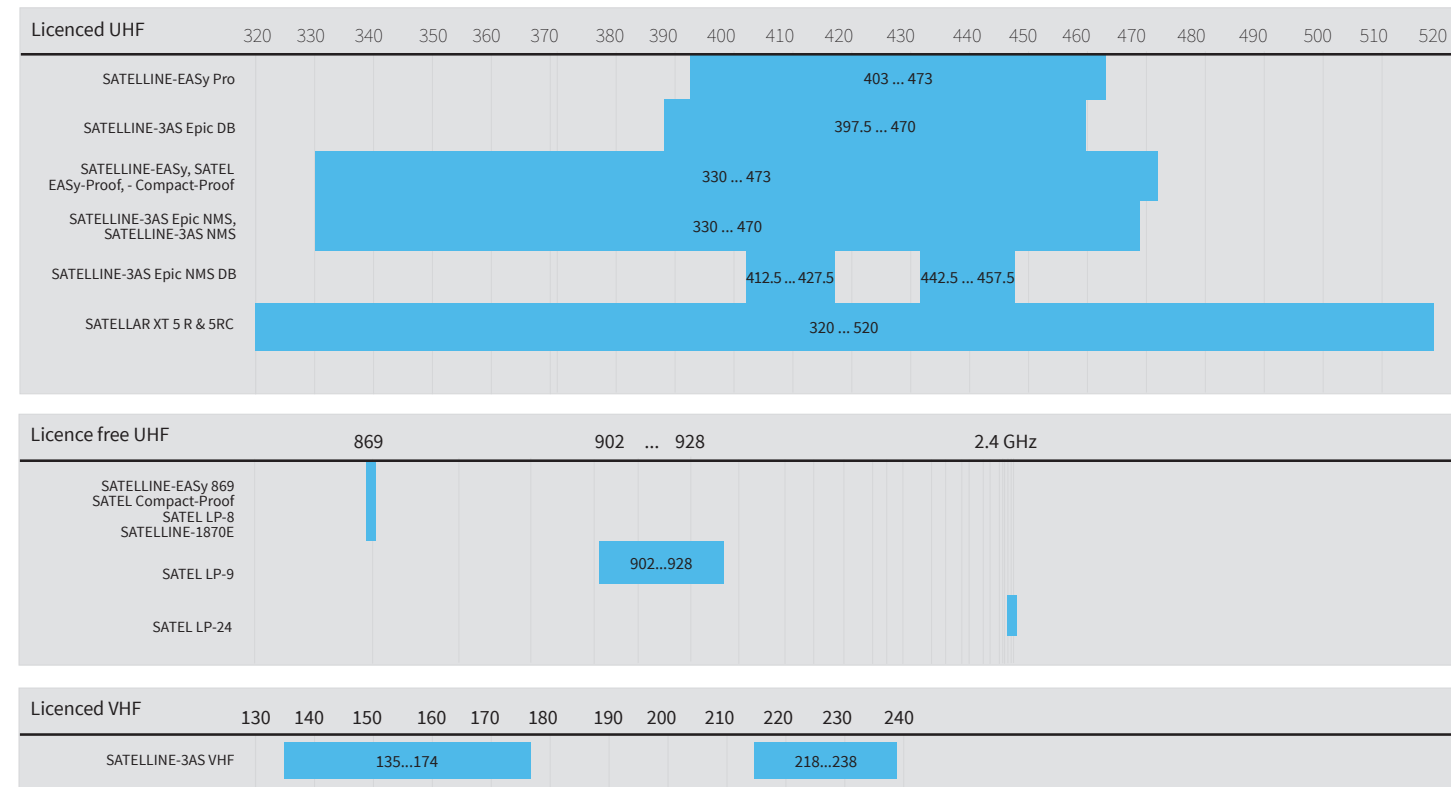 Licenced UHF
320 330 340 350 360 370 380 390 400 410 420 430 440 450 460 470 480 490 500 510 520
SATELLINE-EASy Pro
403 ... 473
SATELLINE-3AS Epic DB
397.5 ... 470
SATELLINE-EASy, SATEL
EASy-Proof, - Compact-Proof
330 ... 473
SATELLINE-3AS Epic NMS,
SATELLINE-3AS NMS
330 ... 470
SATELLINE-3AS Epic NMS DB
412.5 ... 427.5
442.5 ... 457.5
SATELLAR XT 5 R & 5RC
320 ... 520
Licence free UHF
869
902 ... 928
2.4 GHz
SATELLINE-EASy 869
SATEL Compact-Proof
SATEL LP-8
SATELLINE-1870E
SATEL LP-9
902...928
SATEL LP-24
Licenced VHF
130 140 150 160 170 180 190 200 210 220 230 240
SATELLINE-3AS VHF
135...174
218...238